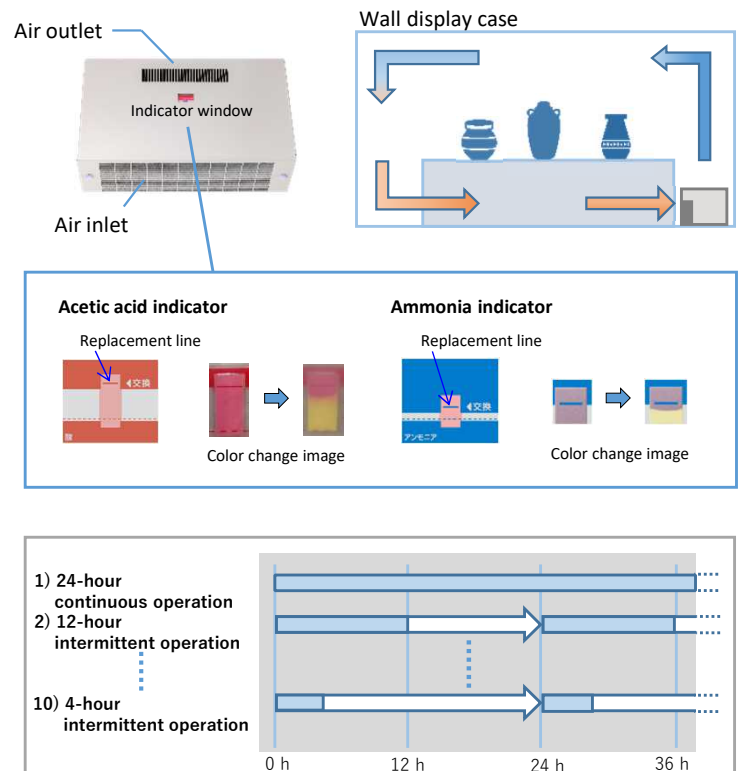 Air outlet
Wall display case
Indicator window
Air inlet
Acetic acid indicator
Ammonia indicator
Replacement line
Replacement line
◀交換
酸
◀交換
アンモニア
Color change image
Color change image
1) 24-hour
continuous operation
2) 12-hour
intermittent operation
10) 4-hour
intermittent operation
0 h
12 h
24 h
36 h